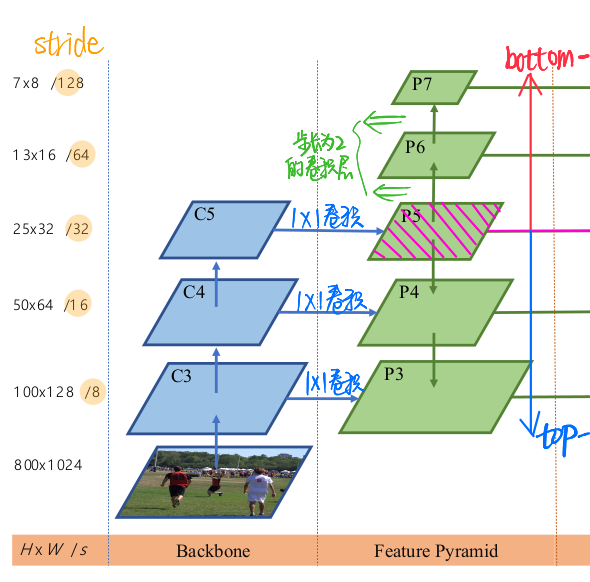 stride
bottom-
7x8 /128
P7
步长为2
的卷积层
13x16 /64
P6
25x32 /32
C5
1X1卷积
P5
50x64 /16
C4
1X1卷积
P4
100x128 /8
C3
1X1卷积
P3
top-
800x1024
HxW /s
Backbone
Feature Pyramid